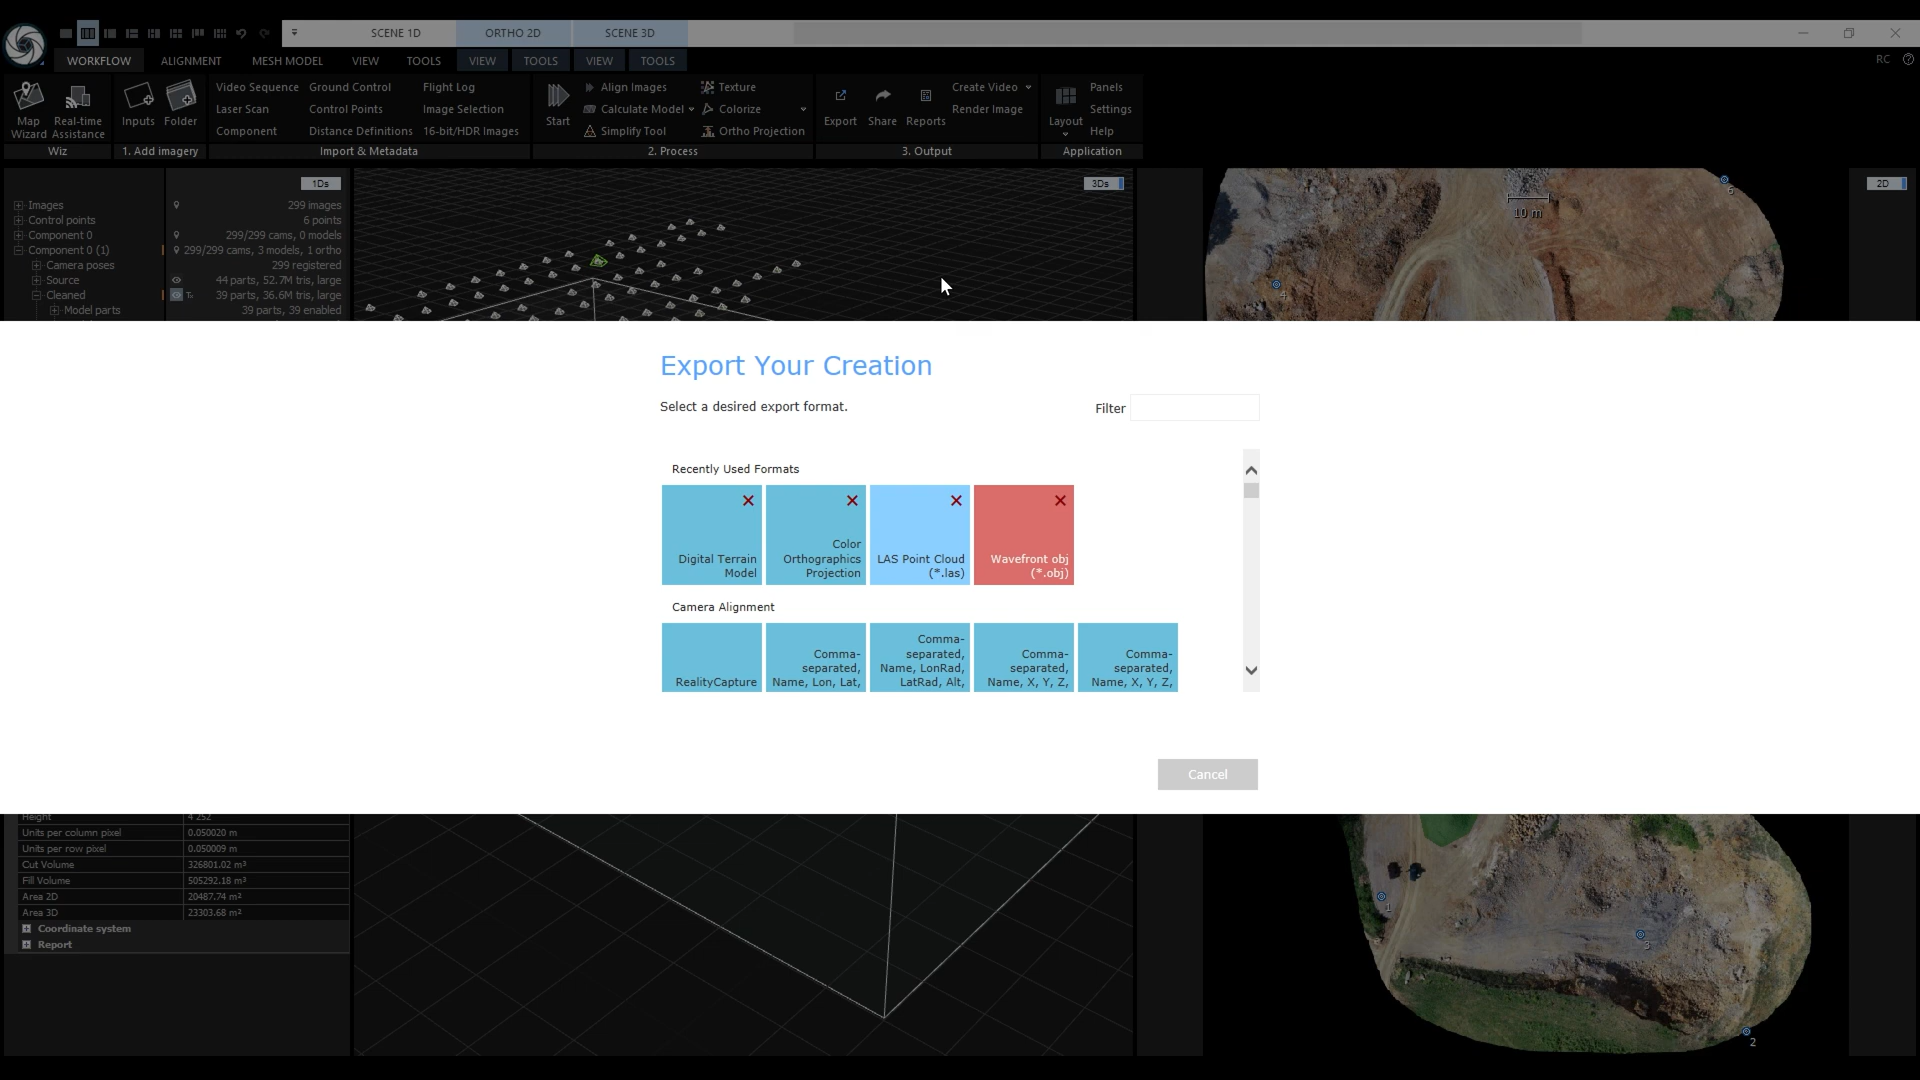 SCENE 1D ORTHO 2D SCENE 3D
WORKFLOW ALIGNMENT MESH MODEL VIEW TOOLS VIEW TOOLS VIEW TOOLS RC
Video Sequence Ground Control Flight Log Align Images Texture Create Video Panels
Laser Scan Control Points Image Selection Calculate Model Colorize Render Image Settings
Map Wizard Real-time Assistance Inputs Folder Start Export Share Reports Layout
Component Distance Definitions 16-bit/HDR Images Simplify Tool Ortho Projection Help
Wiz 1. Add imagery Import & Metadata 2. Process 3. Output Application
1Ds 3Ds 2D
Images 299 images
Control points 6 points
Component 0 299/299 cams, 0 models
Component 0 (1) 299/299 cams, 3 models, 1 ortho
Camera poses 299 registered
Source 44 parts, 52.7M tris, large
Cleaned Tx 39 parts, 36.6M tris, large
Model parts 39 parts, 39 enabled
10 m
6
4
Export Your Creation
Select a desired export format.
Filter
Recently Used Formats
Digital Terrain
Model
Color
Orthographics
Projection
LAS Point Cloud
(*.las)
Wavefront obj
(*.obj)
Camera Alignment
RealityCapture
Comma-
separated,
Name, Lon, Lat,
Comma-
separated,
Name, LonRad,
LatRad, Alt,
Comma-
separated,
Name, X, Y, Z,
Comma-
separated,
Name, X, Y, Z,
Cancel
Height 4 252
Units per column pixel 0.050020 m
Units per row pixel 0.050009 m
Cut Volume 326801.02 m³
Fill Volume 505292.18 m³
Area 2D 20487.74 m²
Area 3D 23303.68 m²
Coordinate system
Report
1
3
2